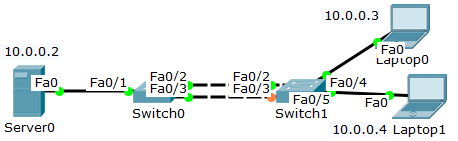 10.0.0.2
Fa0
Server0
Fa0/1
Fa0/2
Fa0/3
Switch0
Fa0/2
Fa0/3
Switch1
Fa0/5
Fa0/4
10.0.0.3
Fa0
Laptop0
Fa0
10.0.0.4
Laptop1